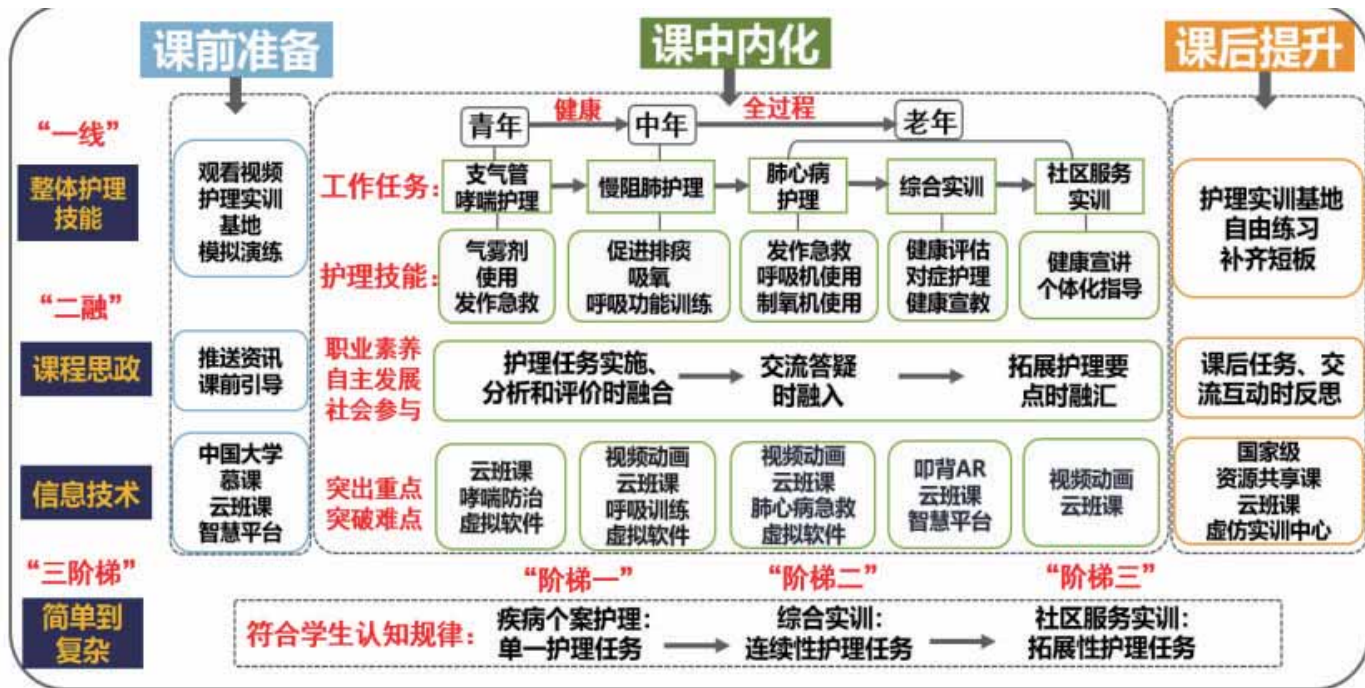 课前准备
课中内化
课后提升
“一线”
整体护理
技能
“二融”
课程思政
信息技术
“三阶梯”
简单到
复杂
观看视频
护理实训
基地
模拟演练
推送资讯
课前引导
中国大学
慕课
云班课
智慧平台
青年
健康
中年
全过程
老年
工作任务：
支气管
哮喘护理
慢阻肺护理
肺心病
护理
综合实训
社区服务
实训
护理技能：
气雾剂
使用
发作急救
促进排痰
吸氧
呼吸功能训练
发作急救
呼吸机使用
制氧机使用
健康评估
对症护理
健康宣教
健康宣讲
个体化指导
职业素养
自主发展
社会参与
护理任务实施、
分析和评价时融合
交流答疑
时融入
拓展护理要
点时融汇
突出重点
突破难点
云班课
哮喘防治
虚拟软件
视频动画
云班课
呼吸训练
虚拟软件
视频动画
云班课
肺心病急救
虚拟软件
叩背AR
云班课
智慧平台
视频动画
云班课
护理实训基地
自由练习
补齐短板
课后任务、交
流互动时反思
国家级
资源共享课
云班课
虚仿实训中心
“阶梯一”
“阶梯二”
“阶梯三”
符合学生认知规律：
疾病个案护理：
单一护理任务
综合实训：
连续性护理任务
社区服务实训：
拓展性护理任务